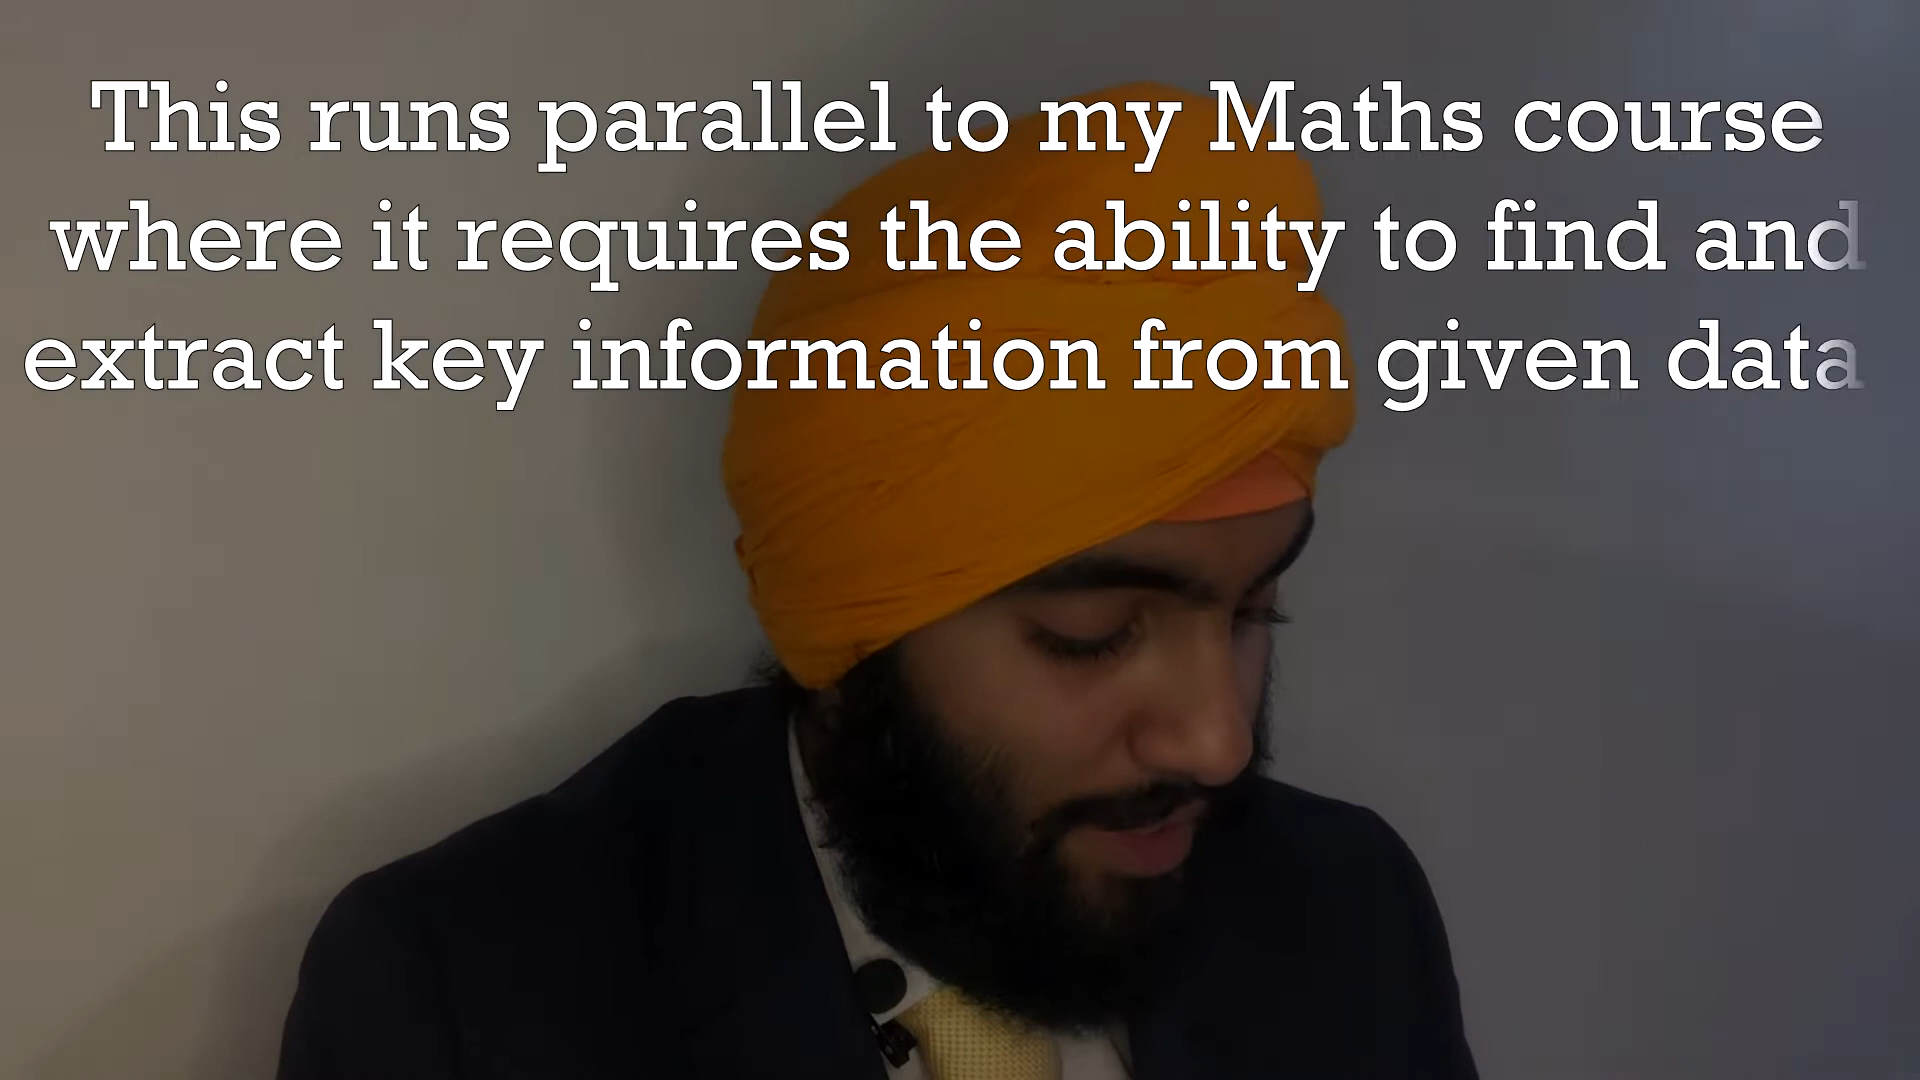 This runs parallel to my Maths course
where it requires the ability to find and
extract key information from given data